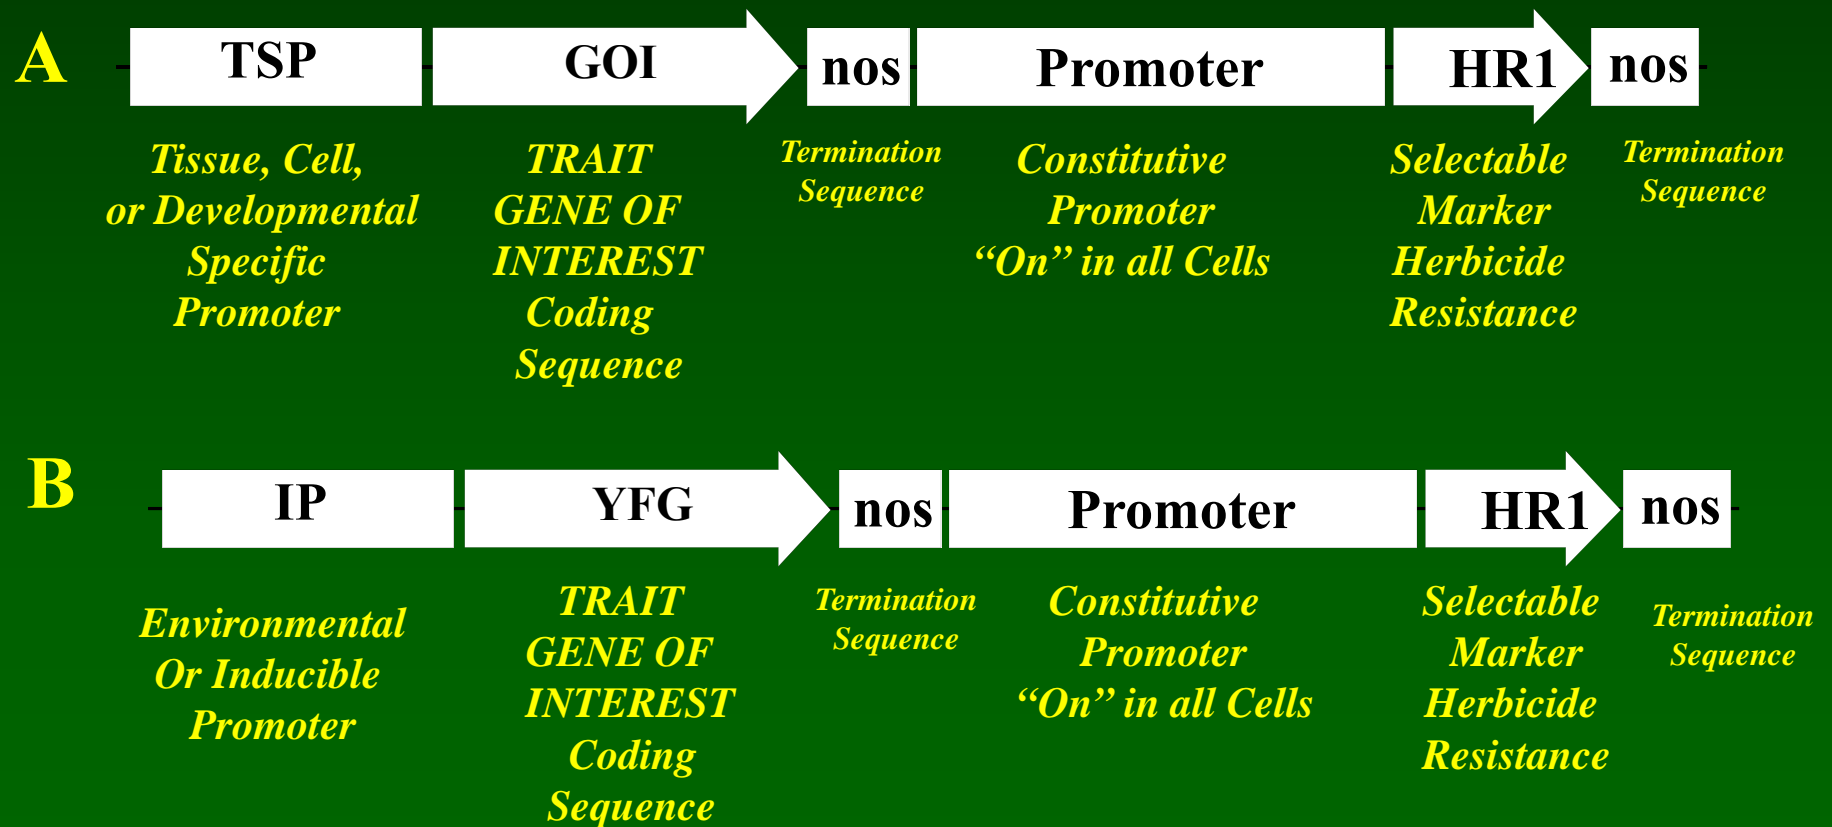 A
TSP
GOI
nos
Promoter
HR1
nos
Tissue, Cell,
or Developmental
Specific
Promoter
TRAIT
GENE OF
INTEREST
Coding
Sequence
Termination
Sequence
Constitutive
Promoter
“On” in all Cells
Selectable
Marker
Herbicide
Resistance
Termination
Sequence
B
IP
YFG
nos
Promoter
HR1
nos
Environmental
Or Inducible
Promoter
TRAIT
GENE OF
INTEREST
Coding
Sequence
Termination
Sequence
Constitutive
Promoter
“On” in all Cells
Selectable
Marker
Herbicide
Resistance
Termination
Sequence